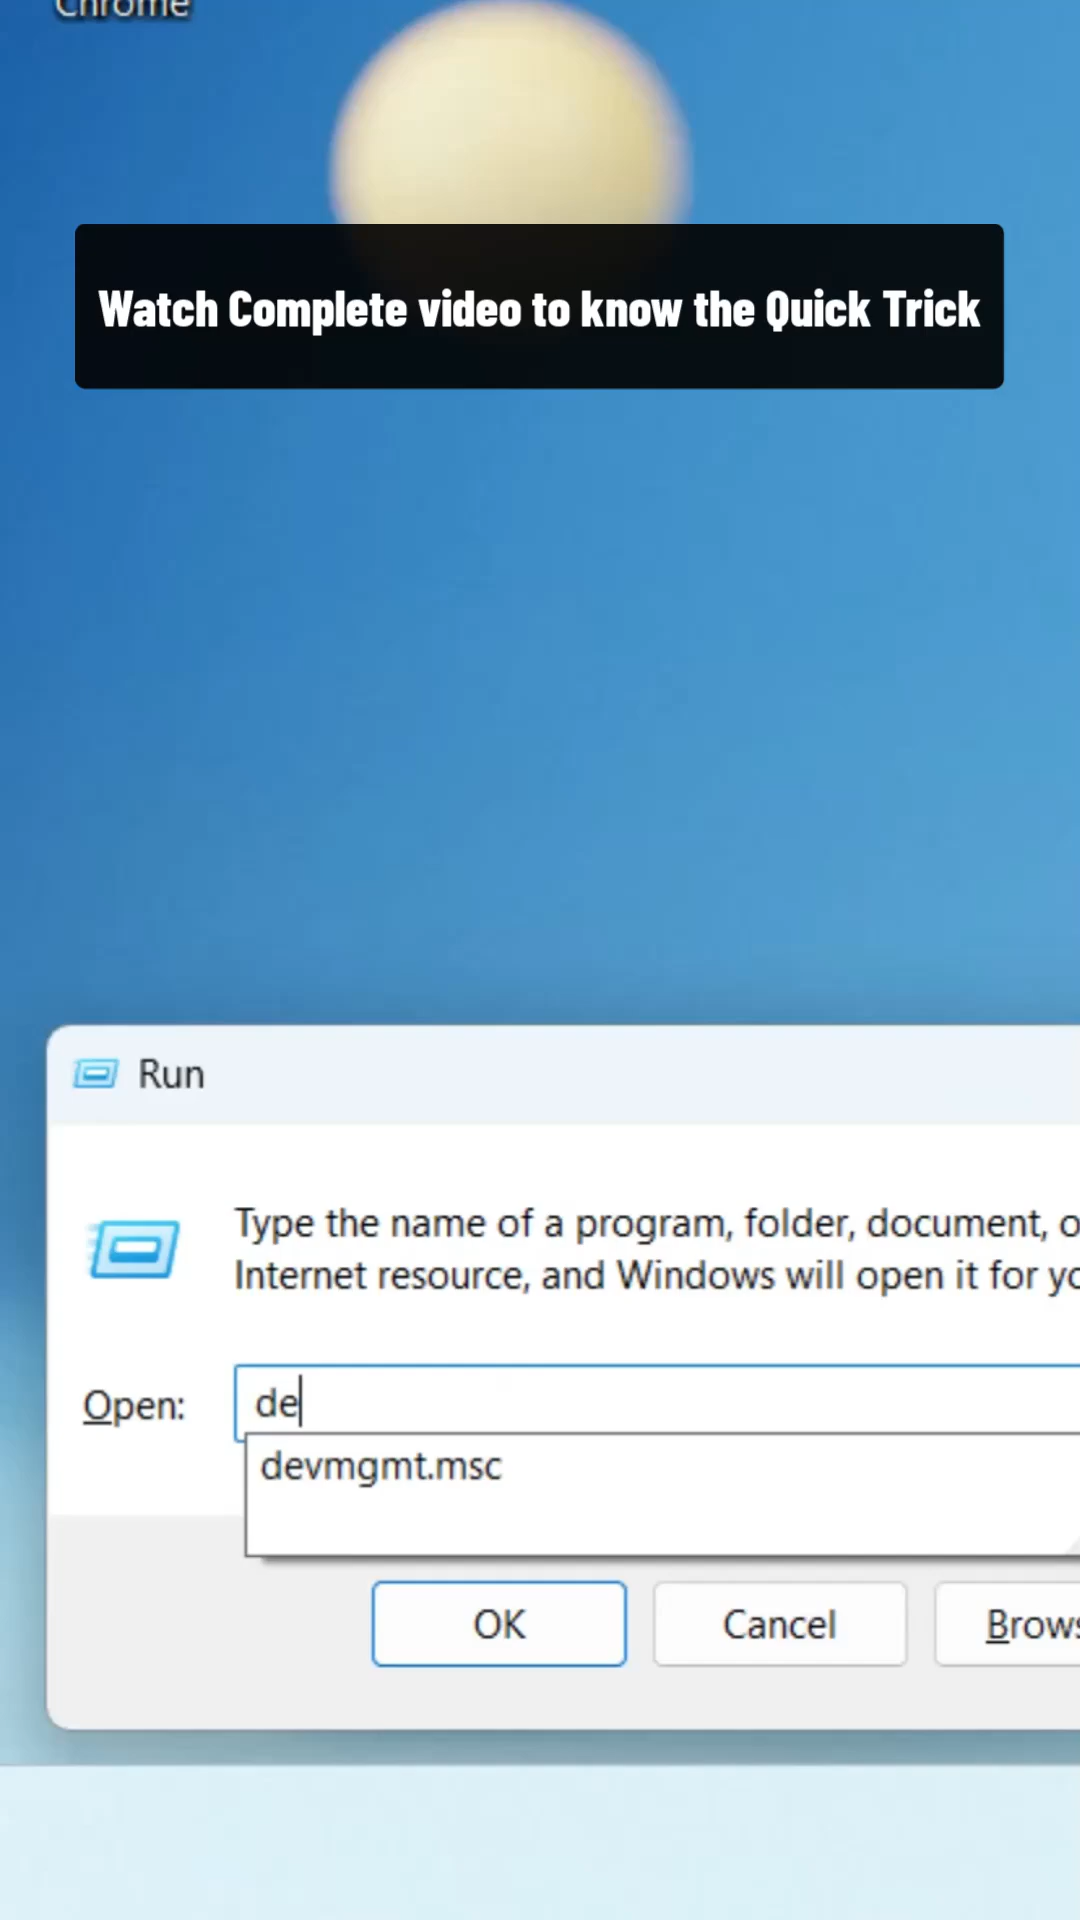 Chrome
Watch Complete video to know the Quick Trick
Run
Type the name of a program, folder, document, o
Internet resource, and Windows will open it for yo
Open:
de
devmgmt.msc
OK
Cancel
Brows